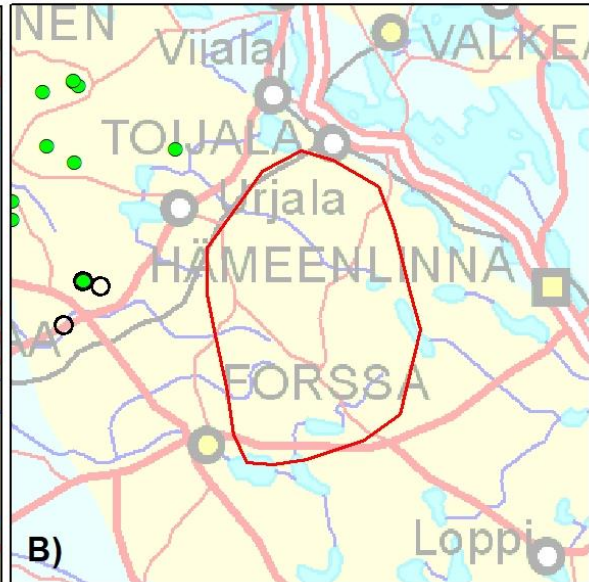 NEN
Viiala
VALKEA
TOIJALA
Urjala
HÄMEENLINNA
AA
FORSSA
B)
Loppi